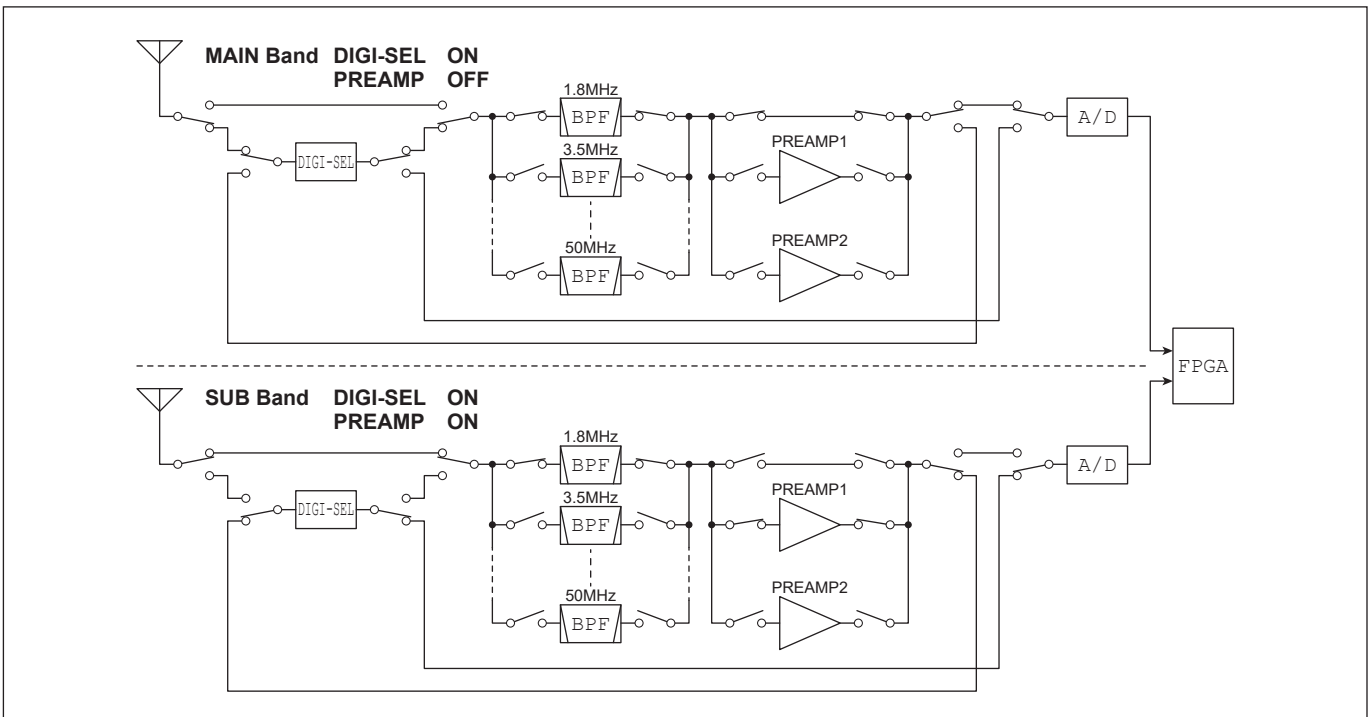 MAIN Band DIGI-SEL ON
PREAMP OFF
1.8MHz
BPF
3.5MHz
BPF
50MHz
BPF
DIGI-SEL
PREAMP1
PREAMP2
A/D
FPGA
SUB Band DIGI-SEL ON
PREAMP ON
1.8MHz
BPF
3.5MHz
BPF
50MHz
BPF
DIGI-SEL
PREAMP1
PREAMP2
A/D